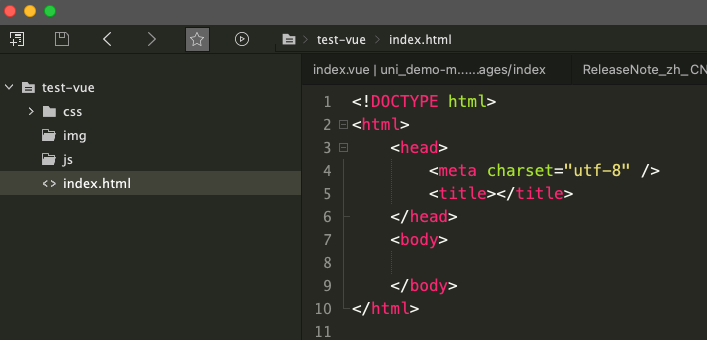 test-vue index.html
index.vue | uni_demo-m......ages/index ReleaseNote_zh_CN
test-vue
css
img
js
<> index.html
1 <!DOCTYPE html>
2 <html>
3 <head>
4 <meta charset="utf-8" />
5 <title></title>
6 </head>
7 <body>
8
9 </body>
10 </html>
11